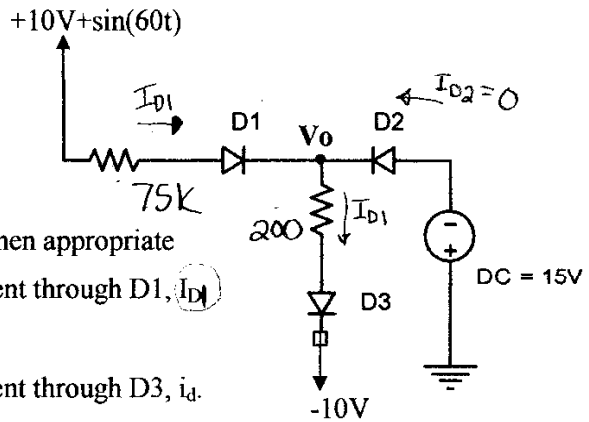 +10V+sin(60t)
I_D1
I_D2 = 0
D1
Vo
D2
75K
200
I_D1
hen appropriate
DC = 15V
ent through D1, I_D1
D3
ent through D3, i_d.
-10V